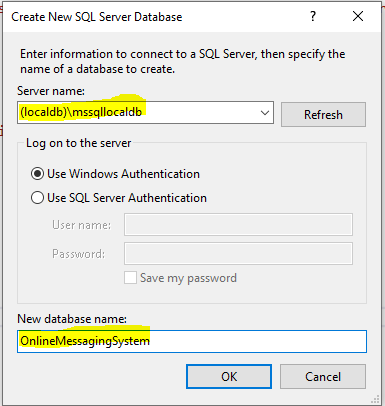 Create New SQL Server Database
Enter information to connect to a SQL Server, then specify the
name of a database to create.
Server name:
(localdb)\mssqllocaldb
Refresh
Log on to the server
Use Windows Authentication
Use SQL Server Authentication
User name:
Password:
Save my password
New database name:
OnlineMessagingSystem
OK
Cancel